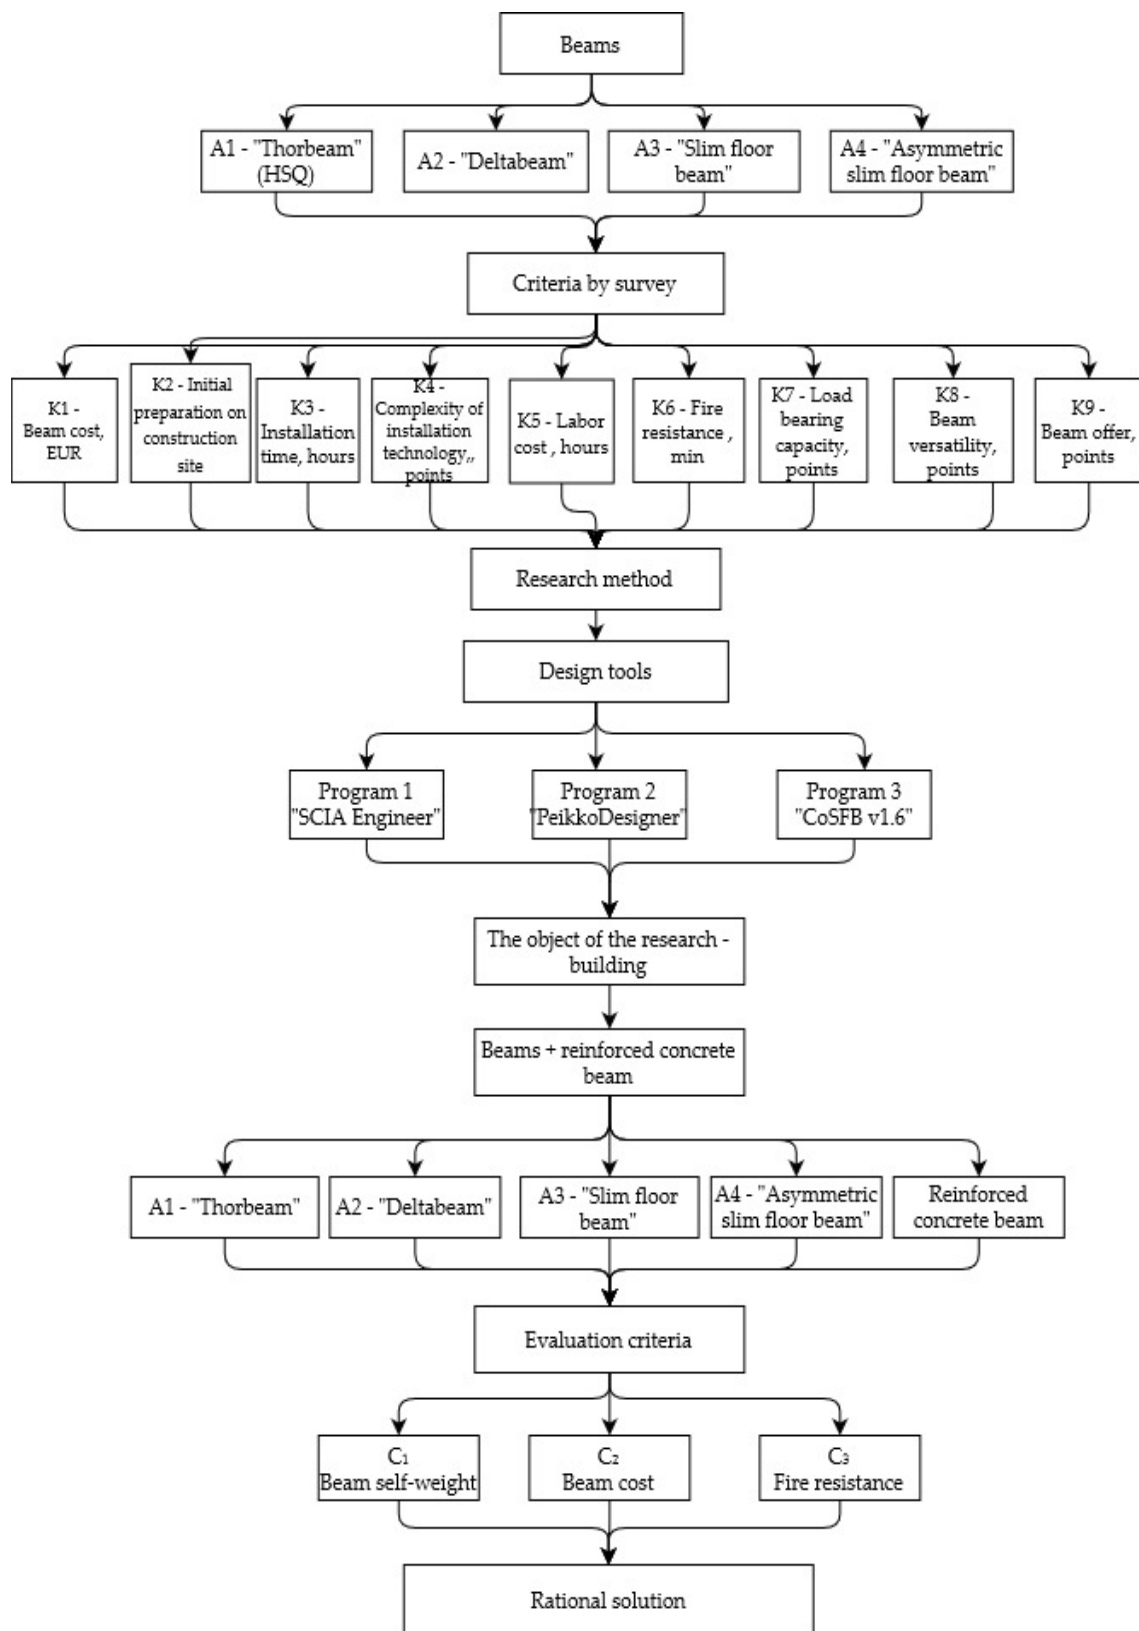 Beams
A1 - "Thorbeam"
(HSQ)
A2 - "Deltabeam"
A3 - "Slim floor
beam"
A4 - "Asymmetric
slim floor beam"
Criteria by survey
K1 -
Beam cost,
EUR
K2 - Initial
preparation on
construction
site
K3 -
Installation
time, hours
K4 -
Complexity of
installation
technology,,
points
K5 - Labor
cost , hours
K6 - Fire
resistance ,
min
K7 - Load
bearing
capacity,
points
K8 -
Beam
versatility,
points
K9 -
Beam offer,
points
Research method
Design tools
Program 1
"SCIA Engineer"
Program 2
"PeikkoDesigner"
Program 3
"CoSFB v1.6"
The object of the research -
building
Beams + reinforced concrete
beam
A1 - "Thorbeam"
A2 - "Deltabeam"
A3 - "Slim floor
beam"
A4 - "Asymmetric
slim floor beam"
Reinforced
concrete beam
Evaluation criteria
C₁
Beam self-weight
C₂
Beam cost
C₃
Fire resistance
Rational solution